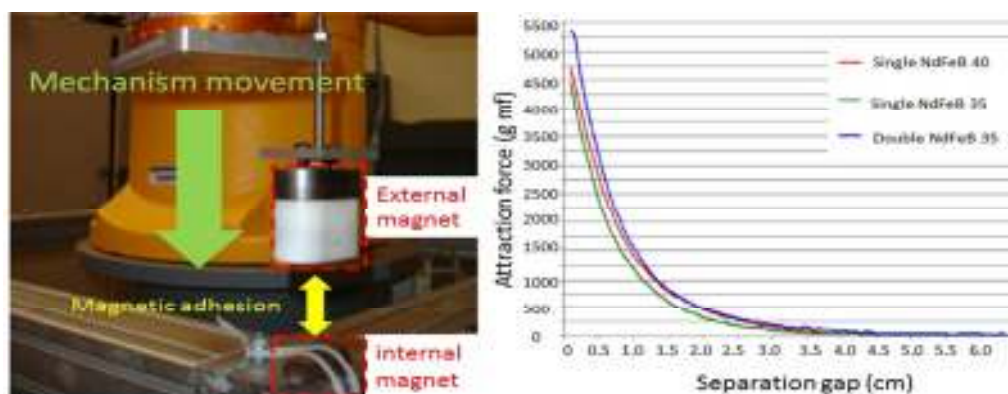 Mechanism movement
External
magnet
Magnetic adhesion
internal
magnet
Attraction force (g mf)
5500
5000
4500
4000
3500
3000
2500
2000
1500
1000
500
0
0 0.5 1.0 1.5 2.0 2.5 3.0 3.5 4.0 4.5 5.0 5.5 6.0
Separation gap (cm)
Single NdFeB 40
Single NdFeB 35
Double NdFeB 35